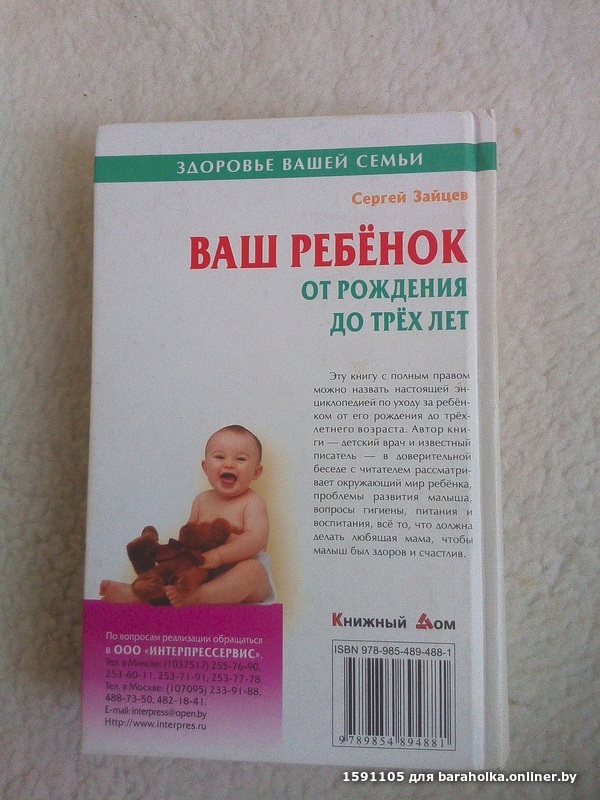 ЗДОРОВЬЕ ВАШЕЙ СЕМЬИ
Сергей Зайцев
ВАШ РЕБЁНОК
ОТ РОЖДЕНИЯ
ДО ТРЁХ ЛЕТ
Эту книгу с полным правом
можно назвать настоящей эн-
циклопедией по уходу за ребён-
ком от его рождения до трёх-
летнего возраста. Автор кни-
ги — детский врач и известный
писатель — в доверительной
беседе с читателем рассматри-
вает окружающий мир ребёнка,
проблемы развития малыша,
вопросы гигиены, питания и
воспитания, всё то, что должна
делать любящая мама, чтобы
малыш был здоров и счастлив.
Книжный Дом
ISBN 978-985-489-488-1
9 789854 894881
По вопросам реализации обращаться
в ООО «ИНТЕРПРЕССЕРВИС».
Тел. в Минске: (1037517) 255-76-90,
253-60-11, 253-71-91, 253-77-78.
Тел. в Москве: (107095) 233-91-88,
488-73-50, 482-18-41.
E-mail: interpress@open.by
Http://www.interpres.ru
1591105 для baraholka.onliner.by